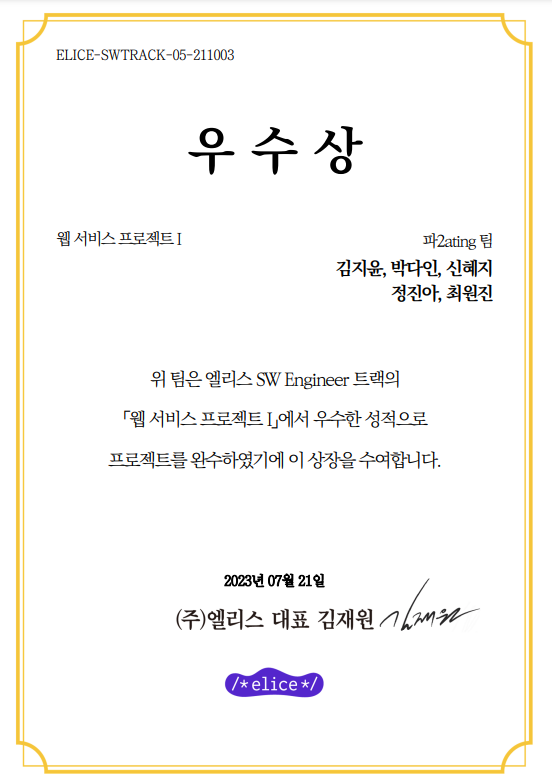 ELICE-SWTRACK-05-211003
우수상
웹 서비스 프로젝트 I
파2ating 팀
김지윤, 박다인, 신혜지
정진아, 최원진
위 팀은 엘리스 SW Engineer 트랙의
「웹 서비스 프로젝트 I」에서 우수한 성적으로
프로젝트를 완수하였기에 이 상장을 수여합니다.
2023년 07월 21일
(주)엘리스 대표 김재원 김재원
/*elice*/